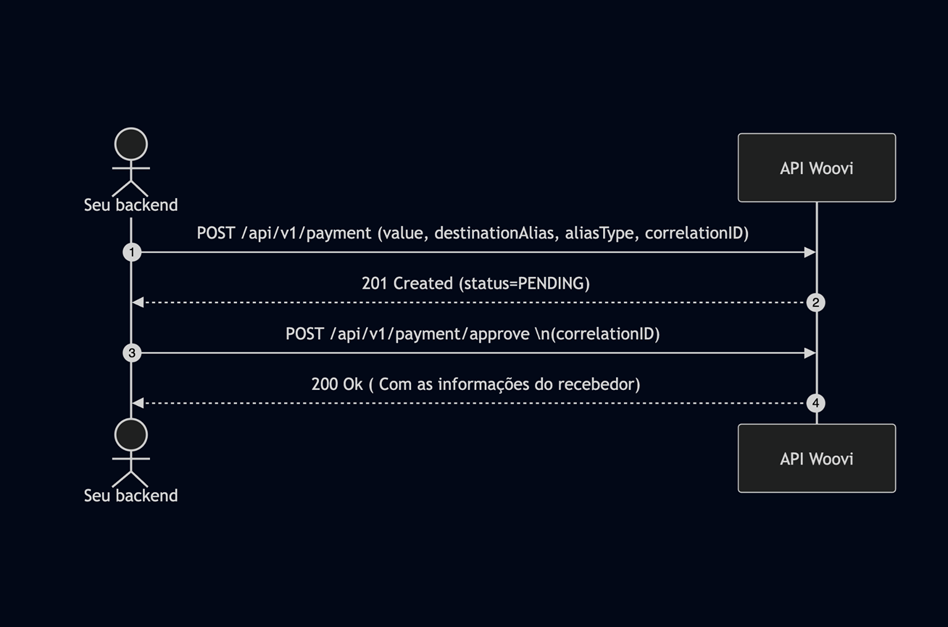 Seu backend
API Woovi
POST /api/v1/payment (value, destinationAlias, aliasType, correlationID)
1
201 Created (status=PENDING)
2
POST /api/v1/payment/approve \n(correlationID)
3
200 Ok ( Com as informações do recebedor)
4
Seu backend
API Woovi